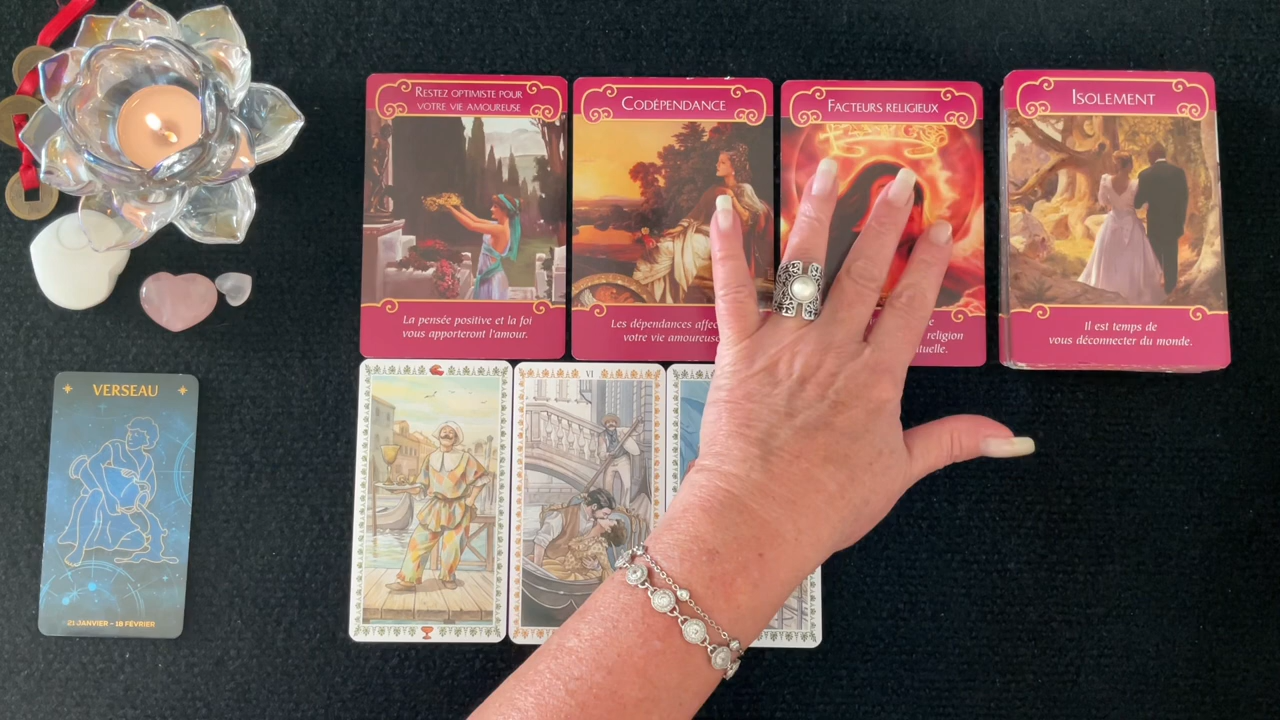 RESTEZ OPTIMISTE POUR
VOTRE VIE AMOUREUSE
La pensée positive et la foi
vous apporteront l'amour.
CODÉPENDANCE
Les dépendances affec
votre vie amoureuse
FACTEURS RELIGIEUX
religion
tuelle.
ISOLEMENT
Il est temps de
vous déconnecter du monde.
VERSEAU
21 JANVIER - 18 FÉVRIER
VI